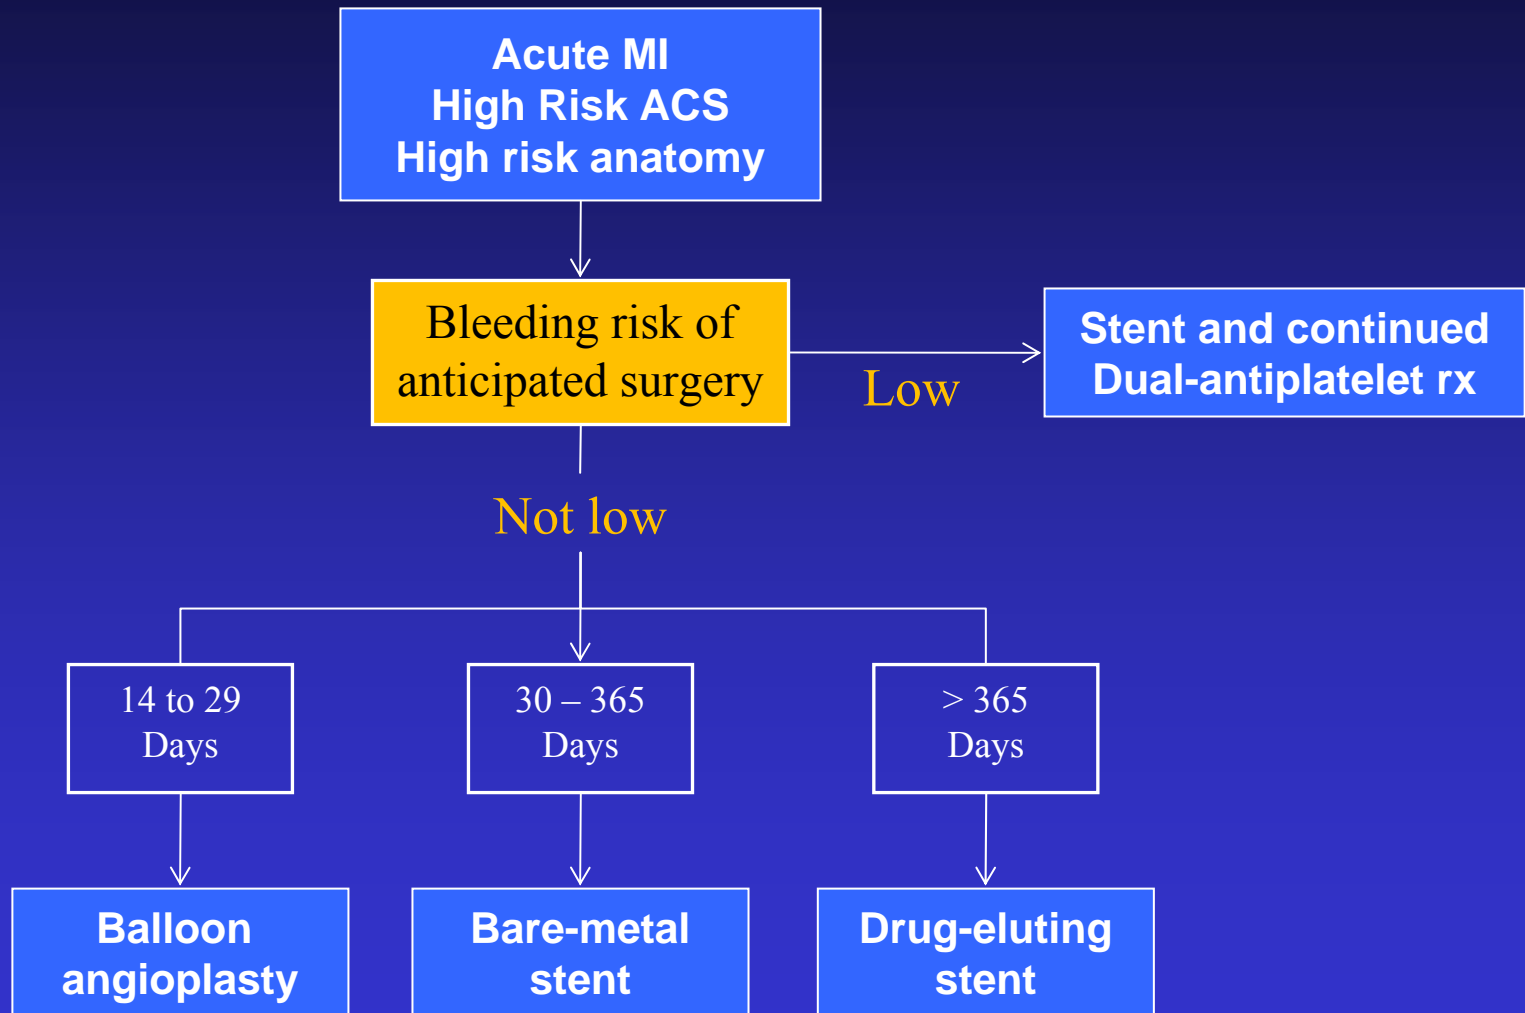 Acute MI
High Risk ACS
High risk anatomy
Bleeding risk of
anticipated surgery
Low
Stent and continued
Dual-antiplatelet rx
Not low
14 to 29
Days
30 – 365
Days
> 365
Days
Balloon
angioplasty
Bare-metal
stent
Drug-eluting
stent